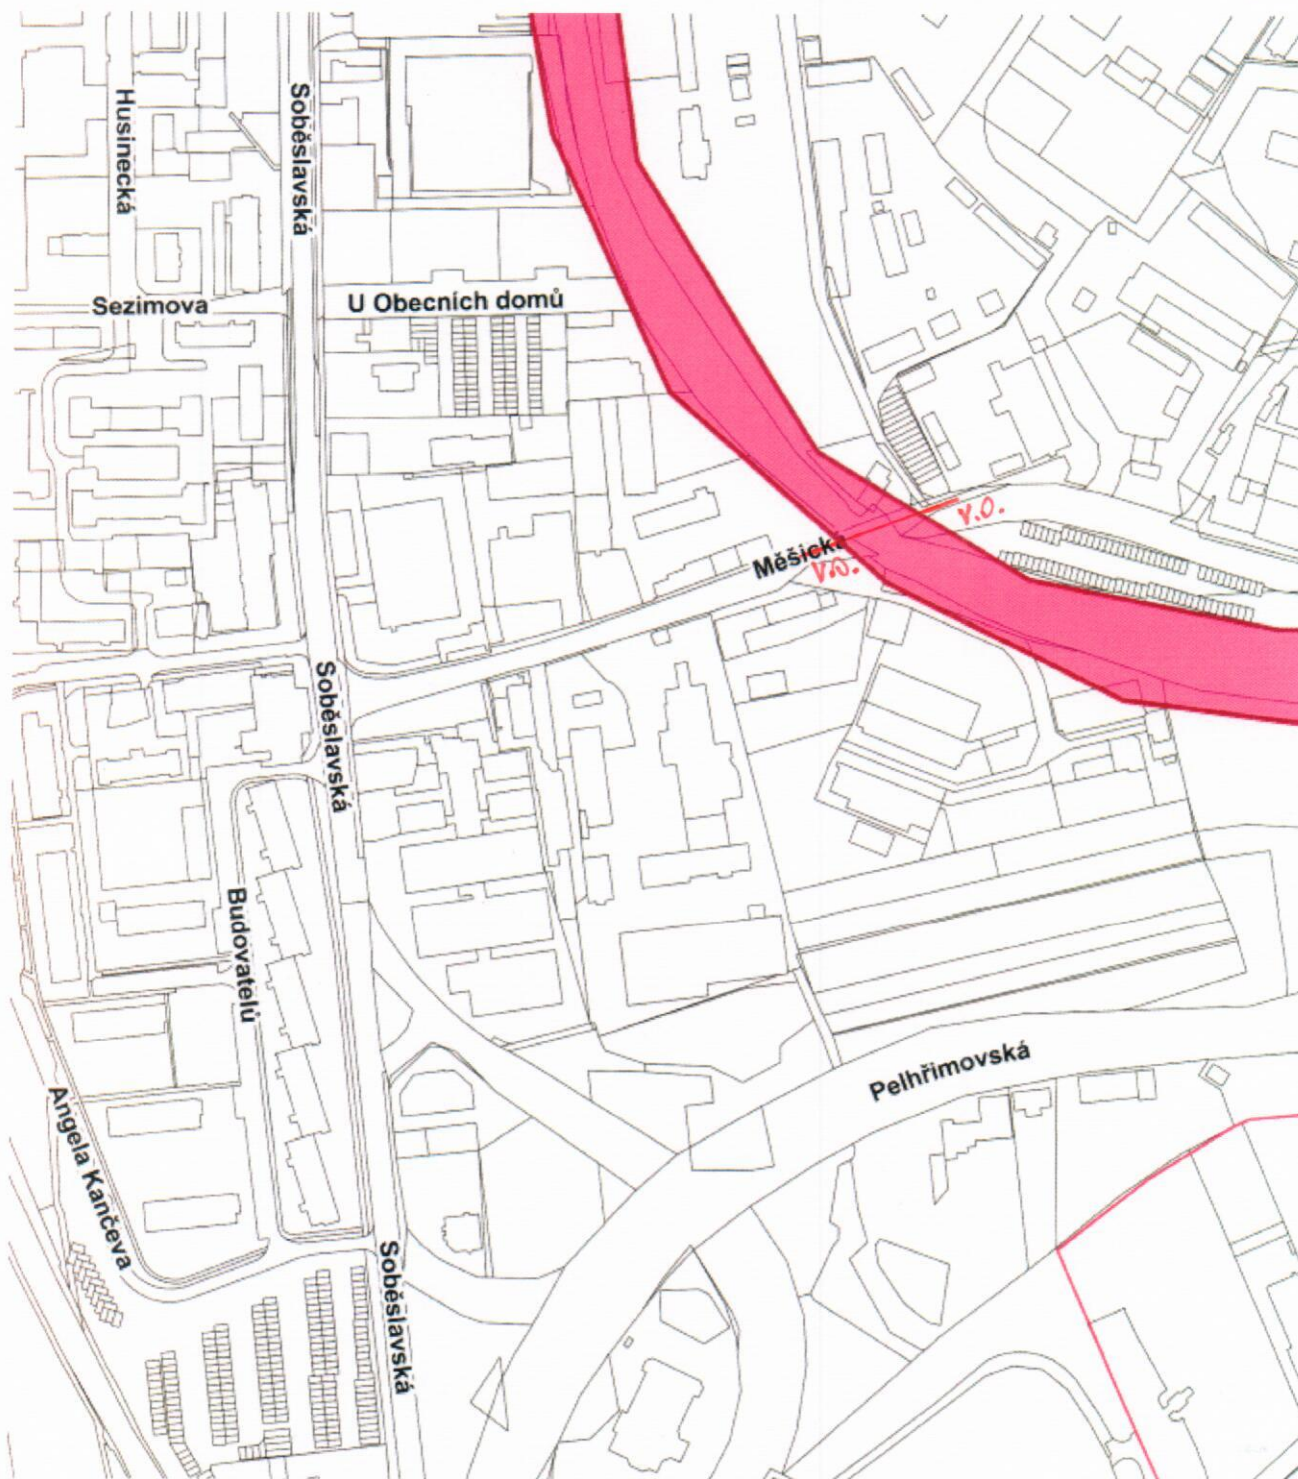 Husinecká
Soběslavská
Sezimova
U Obecních domů
V.O.
Měšická
V.O.
Soběslavská
Budovatelů
Pelhřimovská
Angela Kančeva
Soběslavská